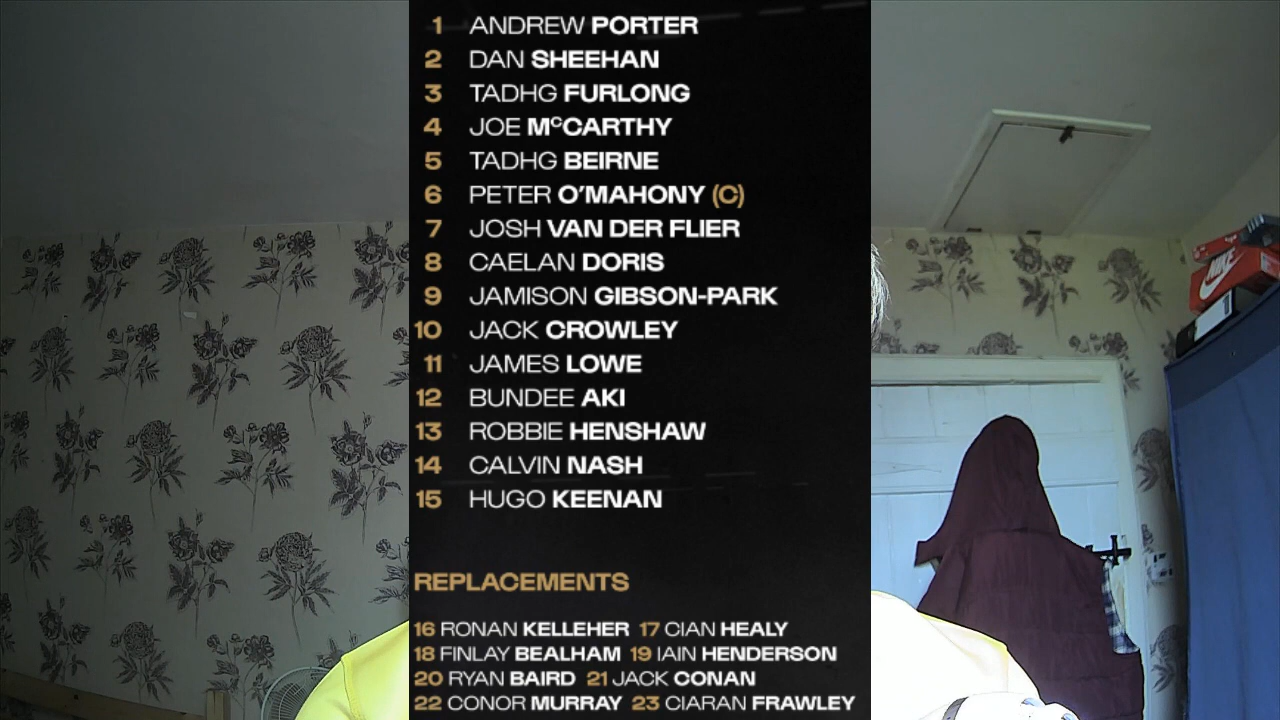 1 ANDREW PORTER
2 DAN SHEEHAN
3 TADHG FURLONG
4 JOE McCARTHY
5 TADHG BEIRNE
6 PETER O'MAHONY (C)
7 JOSH VAN DER FLIER
8 CAELAN DORIS
9 JAMISON GIBSON-PARK
10 JACK CROWLEY
11 JAMES LOWE
12 BUNDEE AKI
13 ROBBIE HENSHAW
14 CALVIN NASH
15 HUGO KEENAN
REPLACEMENTS
16 RONAN KELLEHER 17 CIAN HEALY
18 FINLAY BEALHAM 19 IAIN HENDERSON
20 RYAN BAIRD 21 JACK CONAN
22 CONOR MURRAY 23 CIARAN FRAWLEY
NIKE